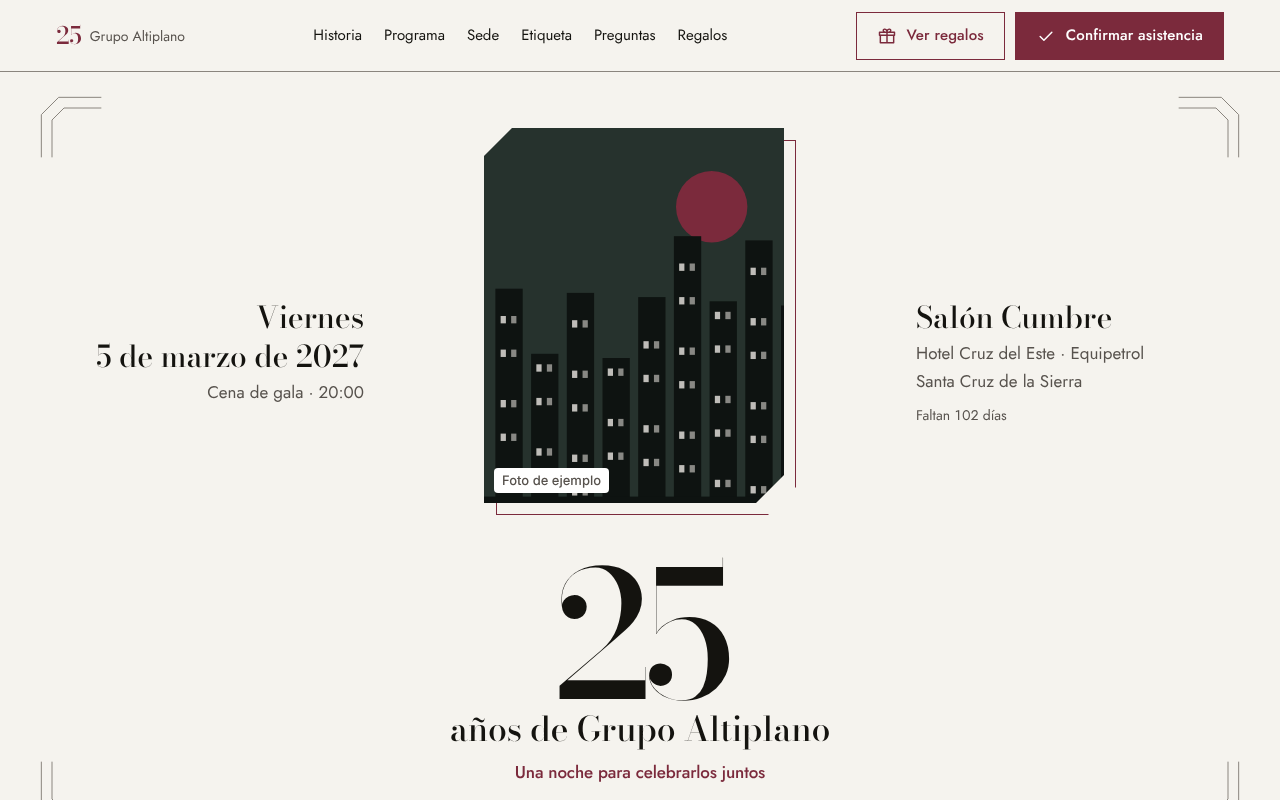 25 Grupo Altiplano
Historia
Programa
Sede
Etiqueta
Preguntas
Regalos
Ver regalos
Confirmar asistencia
Viernes
5 de marzo de 2027
Cena de gala · 20:00
Foto de ejemplo
Salón Cumbre
Hotel Cruz del Este · Equipetrol
Santa Cruz de la Sierra
Faltan 102 días
25
años de Grupo Altiplano
Una noche para celebrarlos juntos